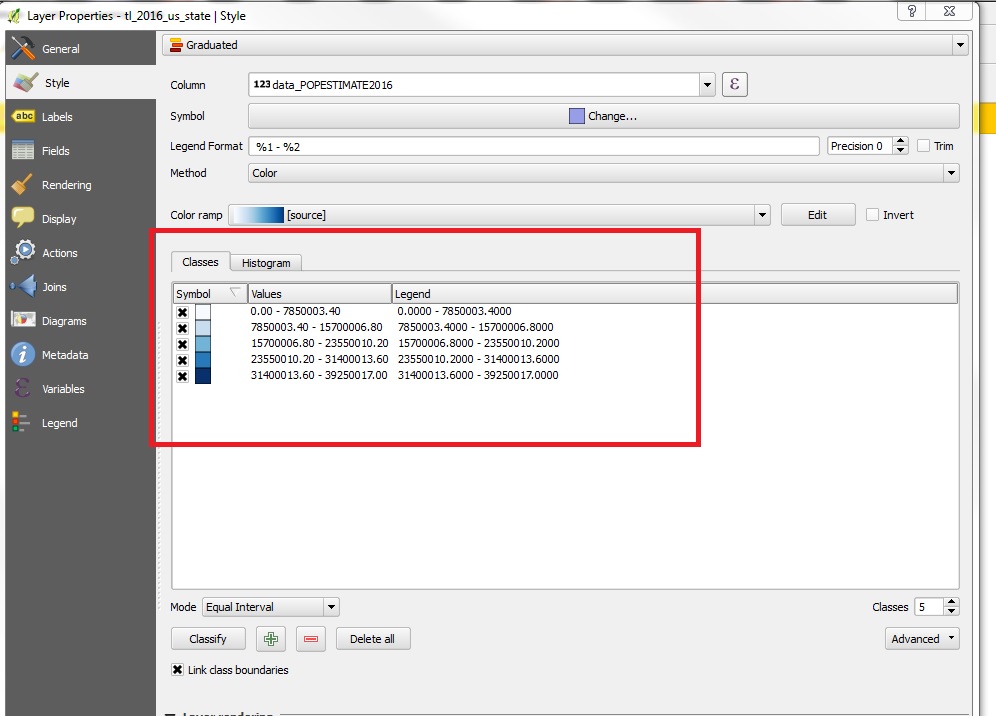 Layer Properties - tl_2016_us_state | Style
?
General
Style
abc Labels
Fields
Rendering
Display
Actions
Joins
Diagrams
Metadata
Variables
Legend
Graduated
Column 123 data_POPESTIMATE2016 ε
Symbol Change...
Legend Format %1 - %2 Precision 0 Trim
Method Color
Color ramp [source] Edit Invert
Classes Histogram
Symbol Values Legend
0.00 - 7850003.40 0.0000 - 7850003.4000
7850003.40 - 15700006.80 7850003.4000 - 15700006.8000
15700006.80 - 23550010.20 15700006.8000 - 23550010.2000
23550010.20 - 31400013.60 23550010.2000 - 31400013.6000
31400013.60 - 39250017.00 31400013.6000 - 39250017.0000
Mode Equal Interval Classes 5
Classify Delete all Advanced
Link class boundaries
Layer rendering